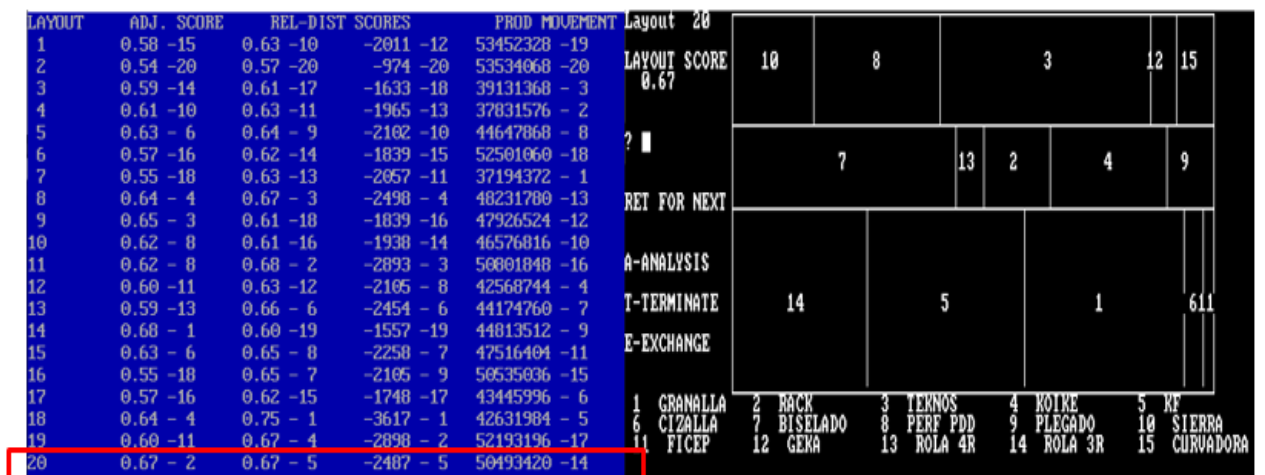 LAYOUT ADJ. SCORE REL-DIST SCORES PROD MOVEMENT
1 0.58 -15 0.63 -10 -2011 -12 53452328 -19
2 0.54 -20 0.57 -20 -974 -20 53534068 -20
3 0.59 -14 0.61 -17 -1633 -18 39131368 - 3
4 0.61 -10 0.63 -11 -1965 -13 37831576 - 2
5 0.63 - 6 0.64 - 9 -2102 -10 44647868 - 8
6 0.57 -16 0.62 -14 -1839 -15 52501060 -18
7 0.55 -18 0.63 -13 -2057 -11 37194372 - 1
8 0.64 - 4 0.67 - 3 -2498 - 4 48231780 -13
9 0.65 - 3 0.61 -18 -1839 -16 47926524 -12
10 0.62 - 8 0.61 -16 -1938 -14 46576816 -10
11 0.62 - 8 0.68 - 2 -2893 - 3 50801848 -16
12 0.60 -11 0.63 -12 -2105 - 8 42568744 - 4
13 0.59 -13 0.66 - 6 -2454 - 6 44174760 - 7
14 0.68 - 1 0.60 -19 -1557 -19 44813512 - 9
15 0.63 - 6 0.65 - 8 -2258 - 7 47516404 -11
16 0.55 -18 0.65 - 7 -2105 - 9 50535036 -15
17 0.57 -16 0.62 -15 -1748 -17 43445996 - 6
18 0.64 - 4 0.75 - 1 -3617 - 1 42631984 - 5
19 0.60 -11 0.67 - 4 -2898 - 2 52193196 -17
20 0.67 - 2 0.67 - 5 -2487 - 5 50493420 -14
Layout 20
LAYOUT SCORE
0.67
?
RET FOR NEXT
A-ANALYSIS
T-TERMINATE
E-EXCHANGE
10 8 3 12 15
7 13 2 4 9
14 5 1 6 11
1 GRANALLA 2 RACK 3 TEKNOS 4 KOIKE 5 KF
6 CIZALLA 7 BISELADO 8 PERF PDD 9 PLEGADO 10 SIERRA
11 FICEP 12 GEKA 13 ROLA 4R 14 ROLA 3R 15 CURVADORA